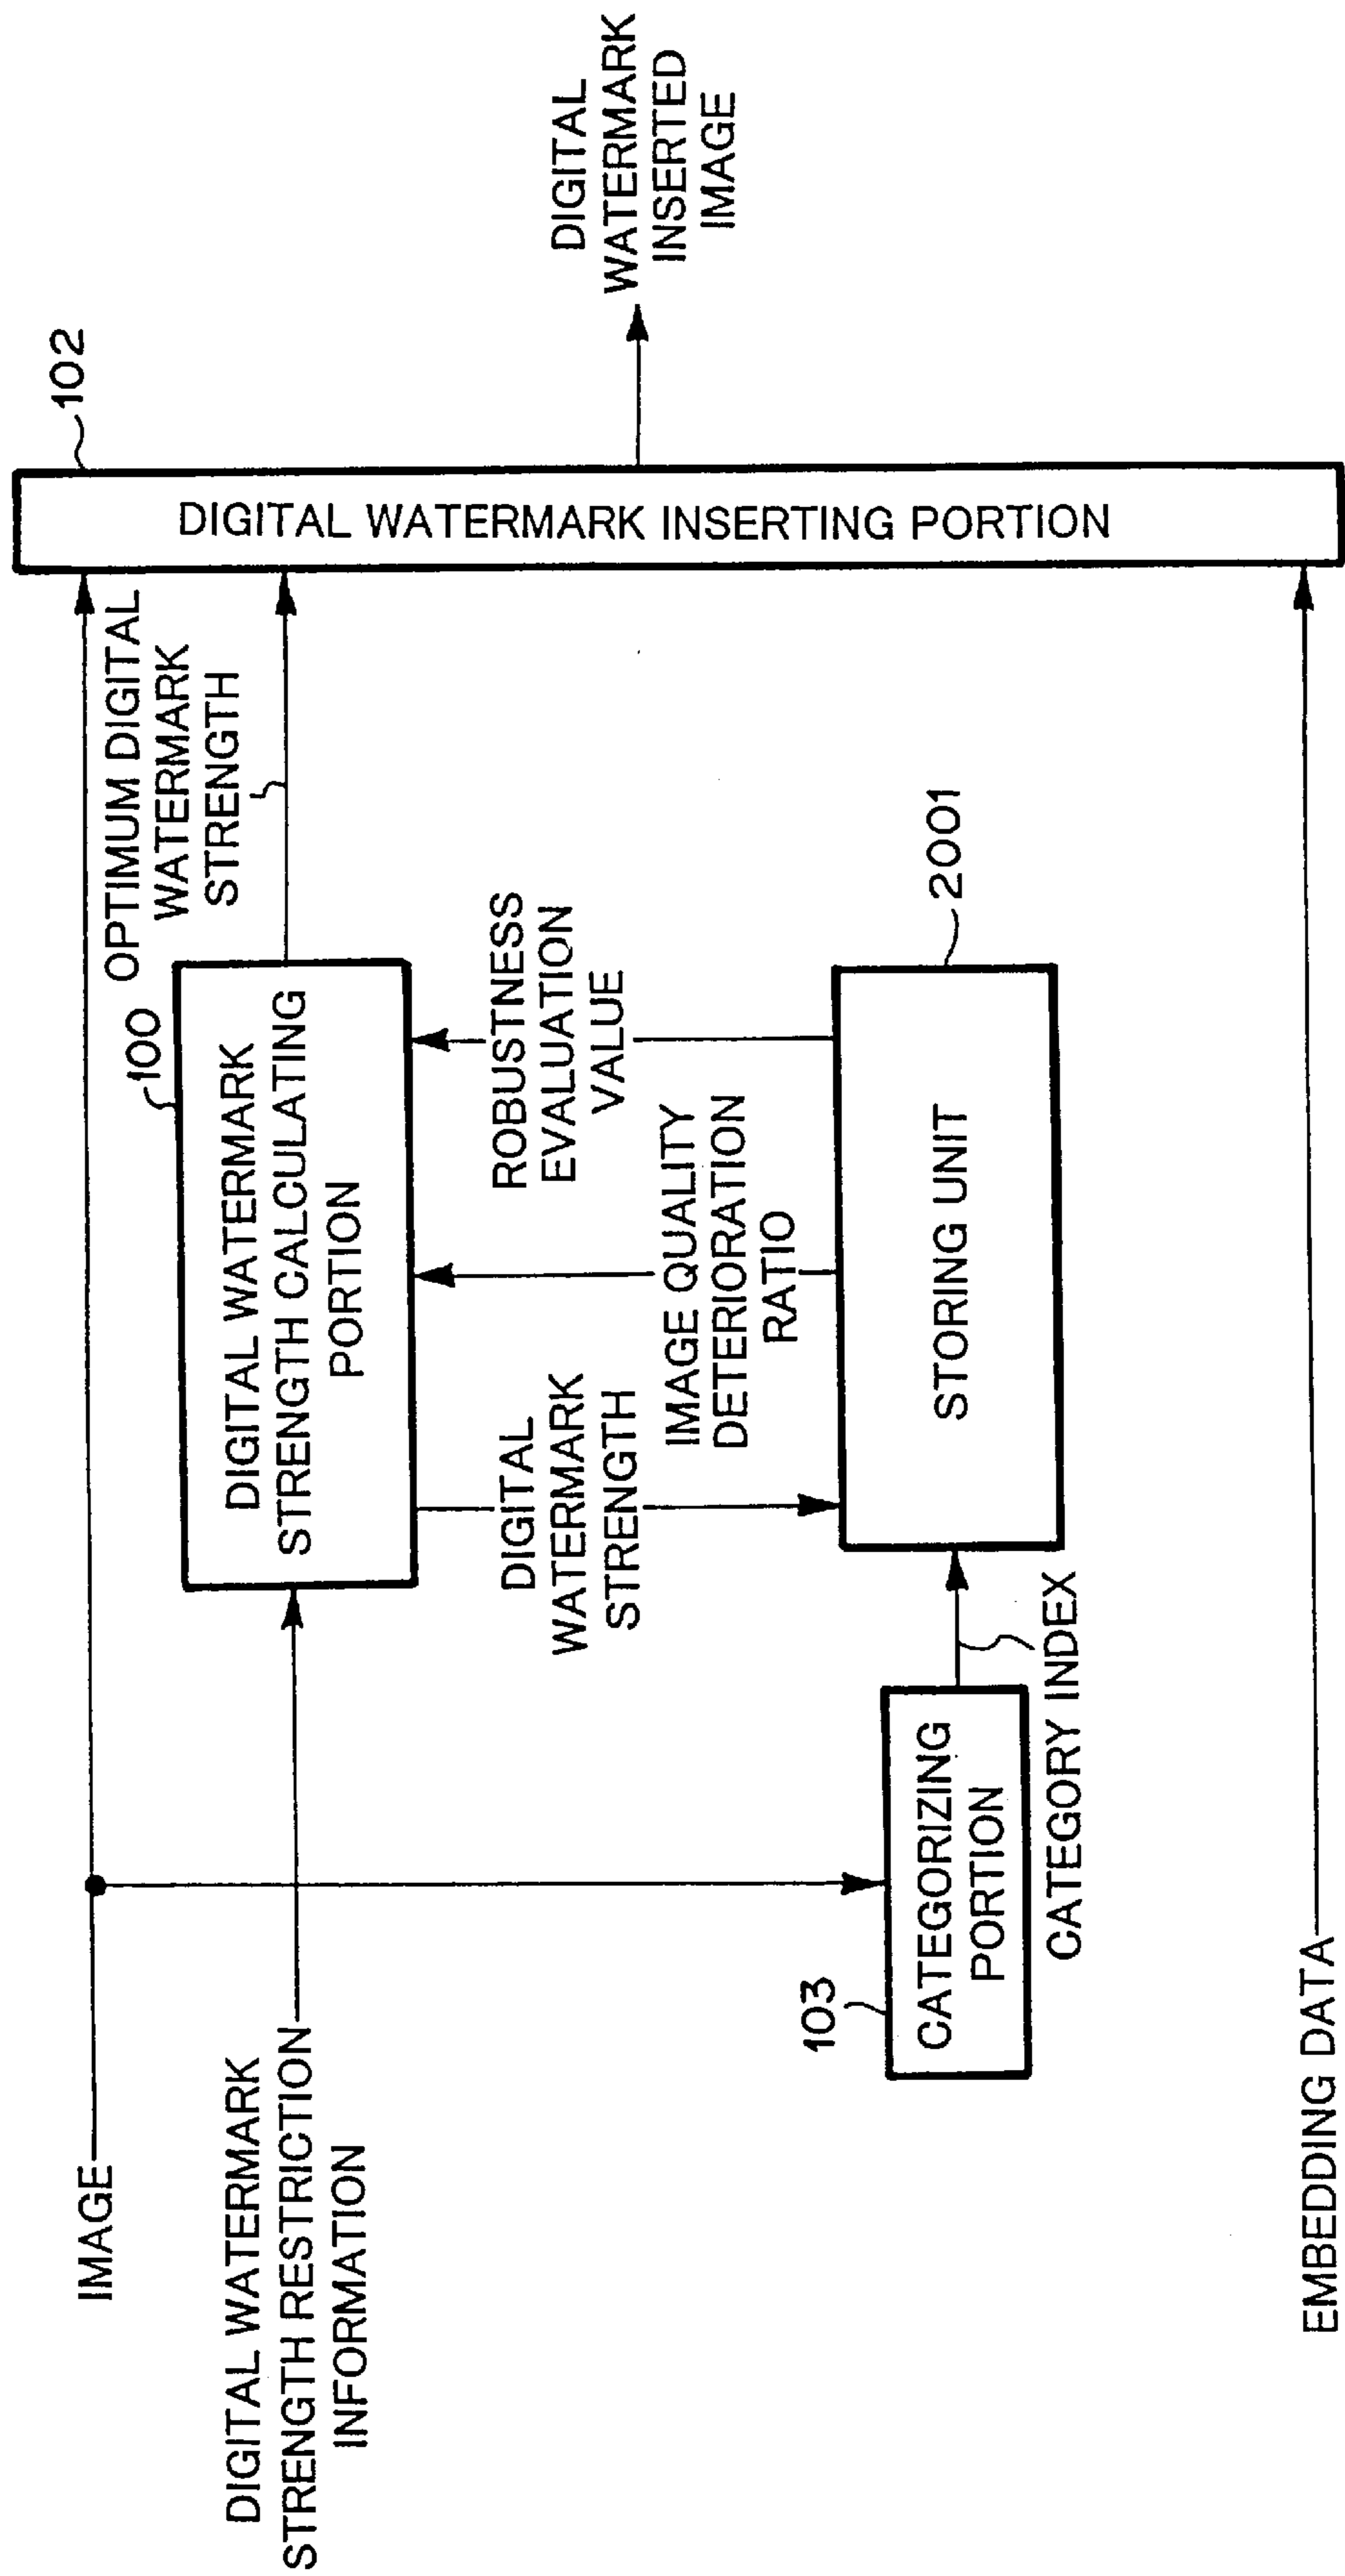 IMAGE
DIGITAL WATERMARK
STRENGTH RESTRICTION
INFORMATION
EMBEDDING DATA
103
CATEGORIZING
PORTION
CATEGORY INDEX
100
DIGITAL WATERMARK
STRENGTH CALCULATING
PORTION
DIGITAL
WATERMARK
STRENGTH
IMAGE QUALITY
DETERIORATION
RATIO
ROBUSTNESS
EVALUATION
VALUE
STORING UNIT
2001
OPTIMUM DIGITAL
WATERMARK
STRENGTH
102
DIGITAL WATERMARK INSERTING PORTION
DIGITAL
WATERMARK
INSERTED
IMAGE